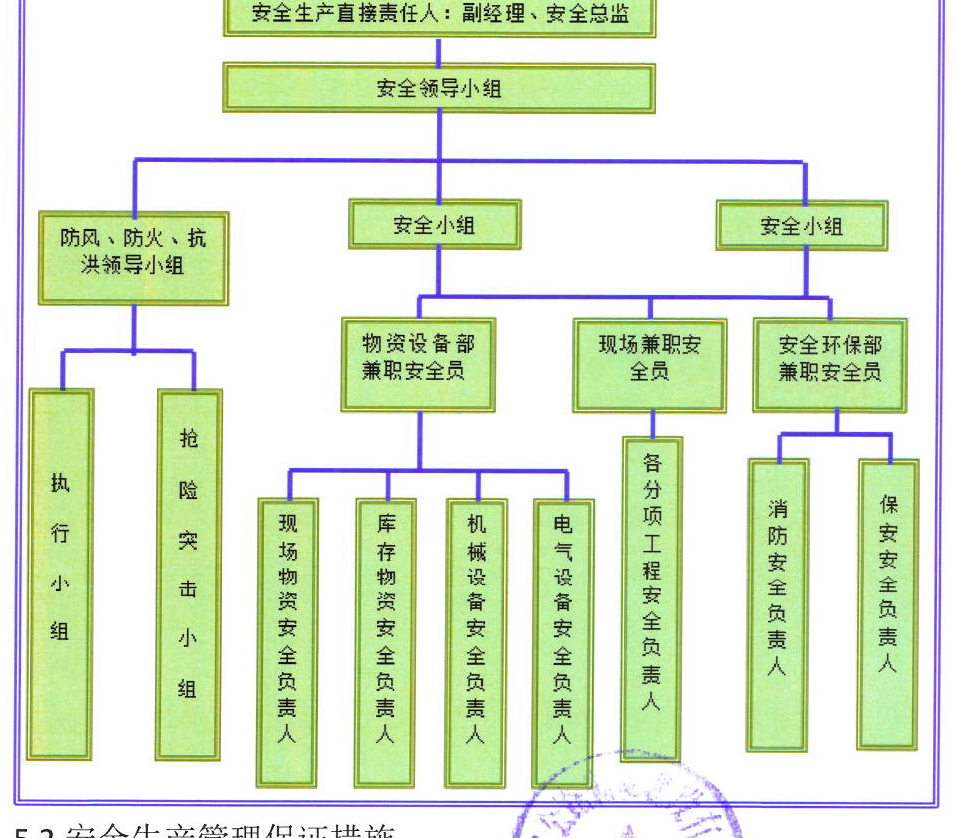 安全生产直接责任人：副经理、安全总监
安全领导小组
防风、防火、抗
洪领导小组
安全小组
安全小组
物资设备部
兼职安全员
现场兼职安
全员
安全环保部
兼职安全员
执行小组
抢险突击小组
现场物资安全负责人
库存物资安全负责人
机械设备安全负责人
电气设备安全负责人
各分项工程安全负责人
消防安全负责人
保安安全负责人
5.2 安全生产管理保证措施